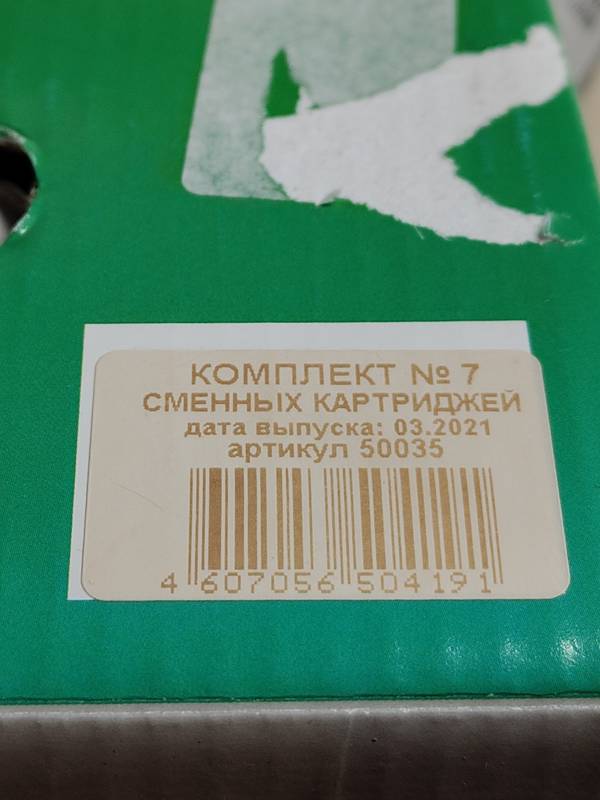 КОМПЛЕКТ № 7
СМЕННЫХ КАРТРИДЖЕЙ
дата выпуска: 03.2021
артикул 50035
4 607056 504191